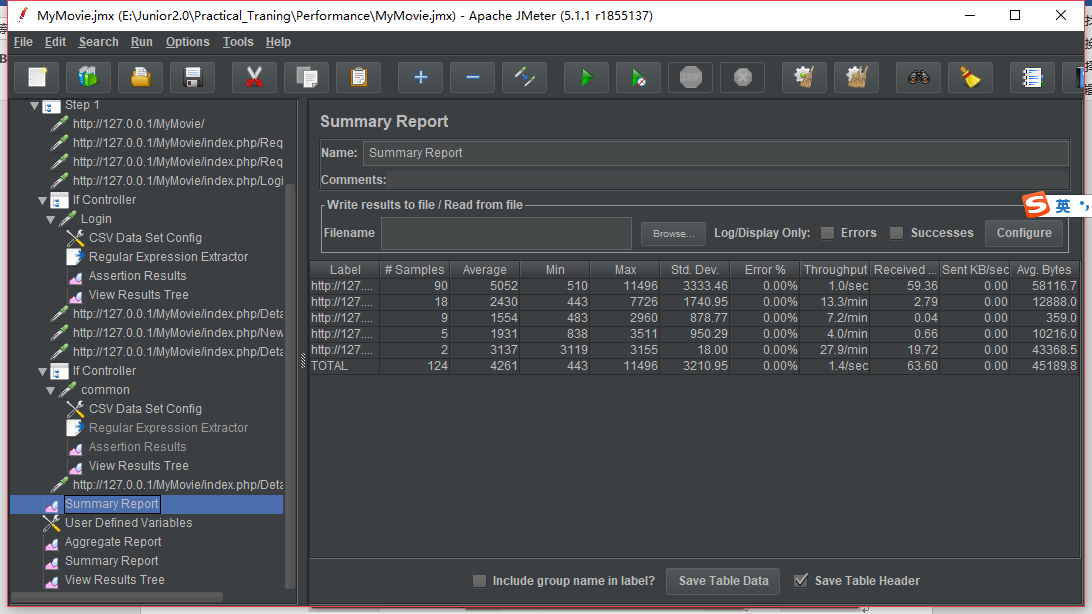 MyMovie.jmx (E:\Junior2.0\Practical_Traning\Performance\MyMovie.jmx) - Apache JMeter (5.1.1 r1855137)
File Edit Search Run Options Tools Help
STOP
Step 1
http://127.0.0.1/MyMovie/
http://127.0.0.1/MyMovie/index.php/Req
http://127.0.0.1/MyMovie/index.php/Req
http://127.0.0.1/MyMovie/index.php/Logi
If Controller
Login
CSV Data Set Config
Regular Expression Extractor
Assertion Results
View Results Tree
http://127.0.0.1/MyMovie/index.php/Deta
http://127.0.0.1/MyMovie/index.php/New
http://127.0.0.1/MyMovie/index.php/Deta
If Controller
common
CSV Data Set Config
Regular Expression Extractor
Assertion Results
View Results Tree
http://127.0.0.1/MyMovie/index.php/Deta
Summary Report
User Defined Variables
Aggregate Report
Summary Report
View Results Tree
Summary Report
Name: Summary Report
Comments:
Write results to file / Read from file
Filename Browse... Log/Display Only: Errors Successes Configure
S 英
Label # Samples Average Min Max Std. Dev. Error % Throughput Received ... Sent KB/sec Avg. Bytes
http://127.... 90 5052 510 11496 3333.46 0.00% 1.0/sec 59.36 0.00 58116.7
http://127.... 18 2430 443 7726 1740.95 0.00% 13.3/min 2.79 0.00 12888.0
http://127.... 9 1554 483 2960 878.77 0.00% 7.2/min 0.04 0.00 359.0
http://127.... 5 1931 838 3511 950.29 0.00% 4.0/min 0.66 0.00 10216.0
http://127.... 2 3137 3119 3155 18.00 0.00% 27.9/min 19.72 0.00 43368.5
TOTAL 124 4261 443 11496 3210.95 0.00% 1.4/sec 63.60 0.00 45189.8
Include group name in label? Save Table Data Save Table Header